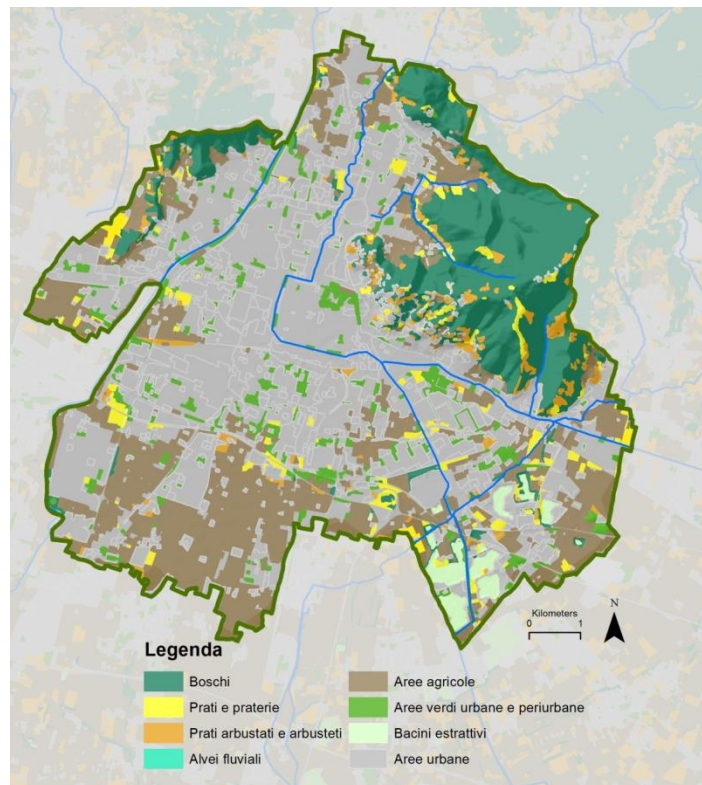 Kilometers
0 1
N
Legenda
Boschi
Prati e praterie
Prati arbustati e arbusteti
Alvei fluviali
Aree agricole
Aree verdi urbane e periurbane
Bacini estrattivi
Aree urbane